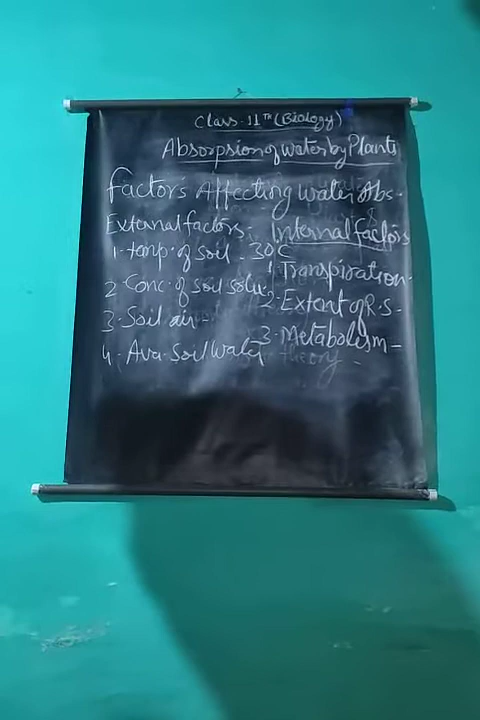 Class - 11TH (Biology)
Absorpsion of water by Plants
Factors Affecting water Abs.
External factors - Internal factors
1. temp. of soil - 30°C
1. Transpiration.
2. Conc. of soil solu.
2. Extent of R.S -
3. Soil air -
3. Metabolism -
4. Ava. Soil Water
theory -